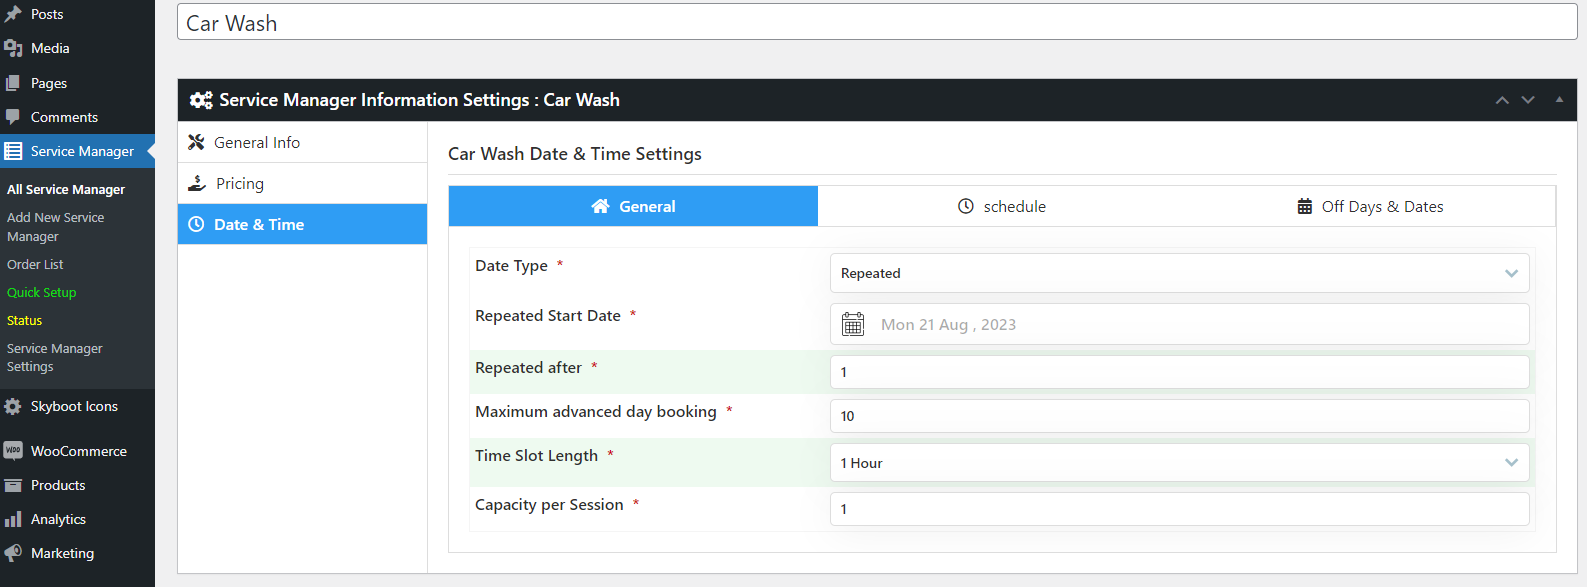 Posts
Media
Pages
Comments
Service Manager
All Service Manager
Add New Service
Manager
Order List
Quick Setup
Status
Service Manager
Settings
Skyboot Icons
WOO WooCommerce
Products
Analytics
Marketing
Car Wash
Service Manager Information Settings : Car Wash
General Info
Pricing
Date & Time
Car Wash Date & Time Settings
General schedule Off Days & Dates
Date Type * Repeated
Repeated Start Date * Mon 21 Aug , 2023
Repeated after * 1
Maximum advanced day booking * 10
Time Slot Length * 1 Hour
Capacity per Session * 1